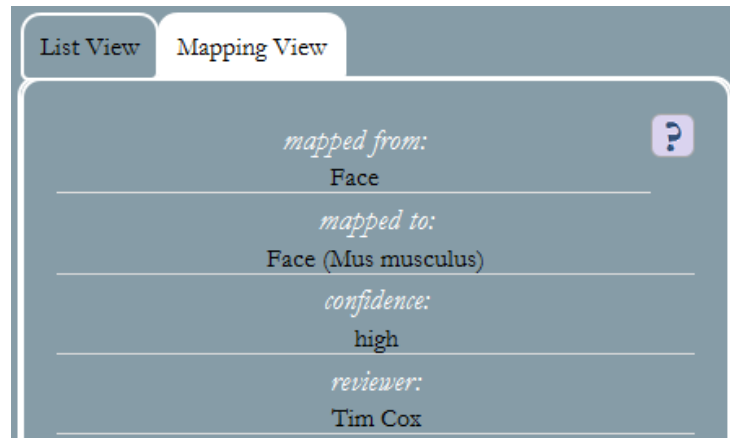 List View
Mapping View
?
mapped from:
Face
mapped to:
Face (Mus musculus)
confidence:
high
reviewer:
Tim Cox